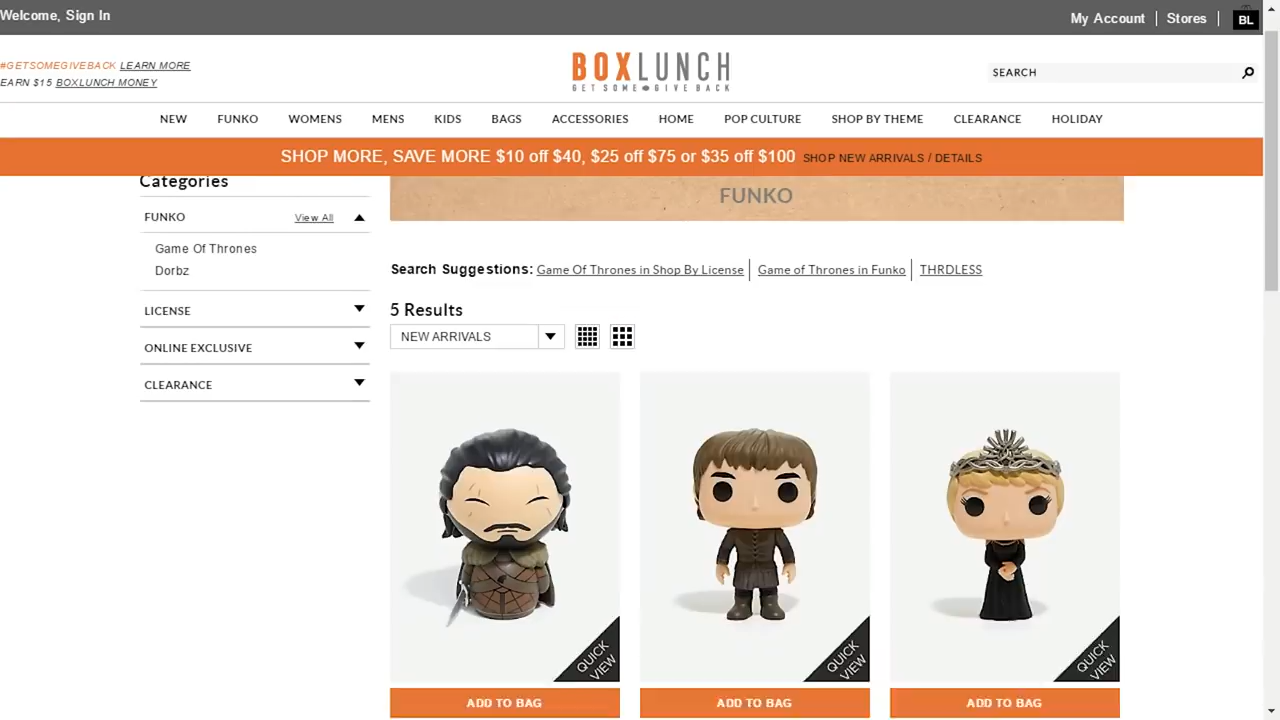 Welcome, Sign In
My Account
Stores
BL
#GETSOMEGIVEBACK LEARN MORE
EARN $15 BOXLUNCH MONEY
BOXLUNCH
GET SOME GIVE BACK
SEARCH
NEW FUNKO WOMENS MENS KIDS BAGS ACCESSORIES HOME POP CULTURE SHOP BY THEME CLEARANCE HOLIDAY
SHOP MORE, SAVE MORE $10 off $40, $25 off $75 or $35 off $100 SHOP NEW ARRIVALS / DETAILS
Categories
FUNKO View All
Game Of Thrones
Dorbz
LICENSE
ONLINE EXCLUSIVE
CLEARANCE
FUNKO
Search Suggestions: Game Of Thrones in Shop By License Game of Thrones in Funko THRDLESS
5 Results
NEW ARRIVALS
QUICK VIEW
QUICK VIEW
QUICK VIEW
ADD TO BAG
ADD TO BAG
ADD TO BAG